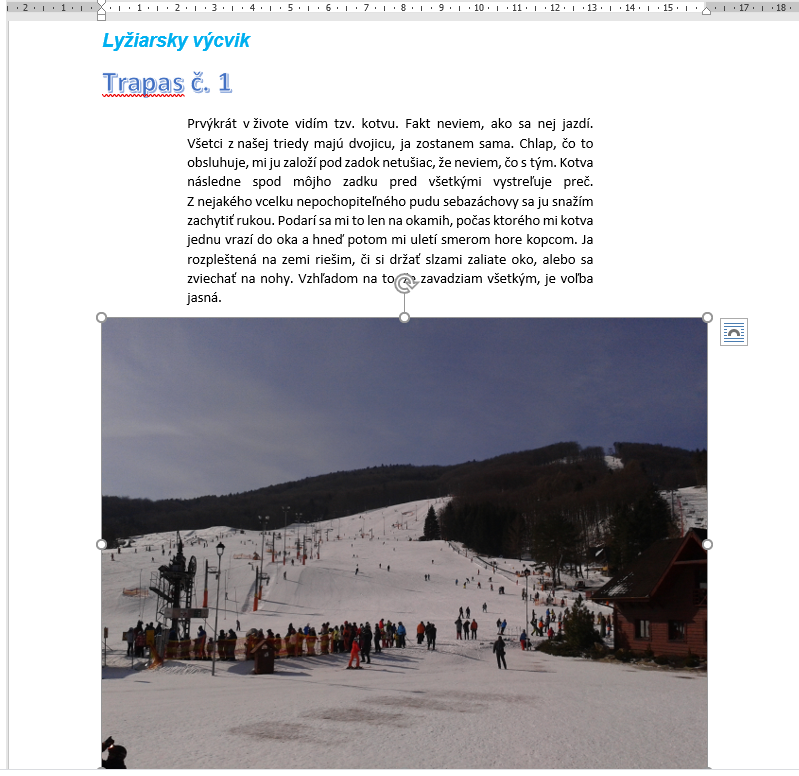 2 1 1 2 3 4 5 6 7 8 9 10 11 12 13 14 15 17 18
Lyžiarsky výcvik
Trapas č. 1
Prvýkrát v živote vidím tzv. kotvu. Fakt neviem, ako sa nej jazdí.
Všetci z našej triedy majú dvojicu, ja zostanem sama. Chlap, čo to
obsluhuje, mi ju založí pod zadok netušiac, že neviem, čo s tým. Kotva
následne spod môjho zadku pred všetkými vystreľuje preč.
Z nejakého vcelku nepochopiteľného pudu sebazáchovy sa ju snažím
zachytiť rukou. Podarí sa mi to len na okamih, počas ktorého mi kotva
jednu vrazí do oka a hneď potom mi uletí smerom hore kopcom. Ja
rozpleštená na zemi riešim, či si držať slzami zaliate oko, alebo sa
zviechať na nohy. Vzhľadom na to zavadziam všetkým, je voľba
jasná.